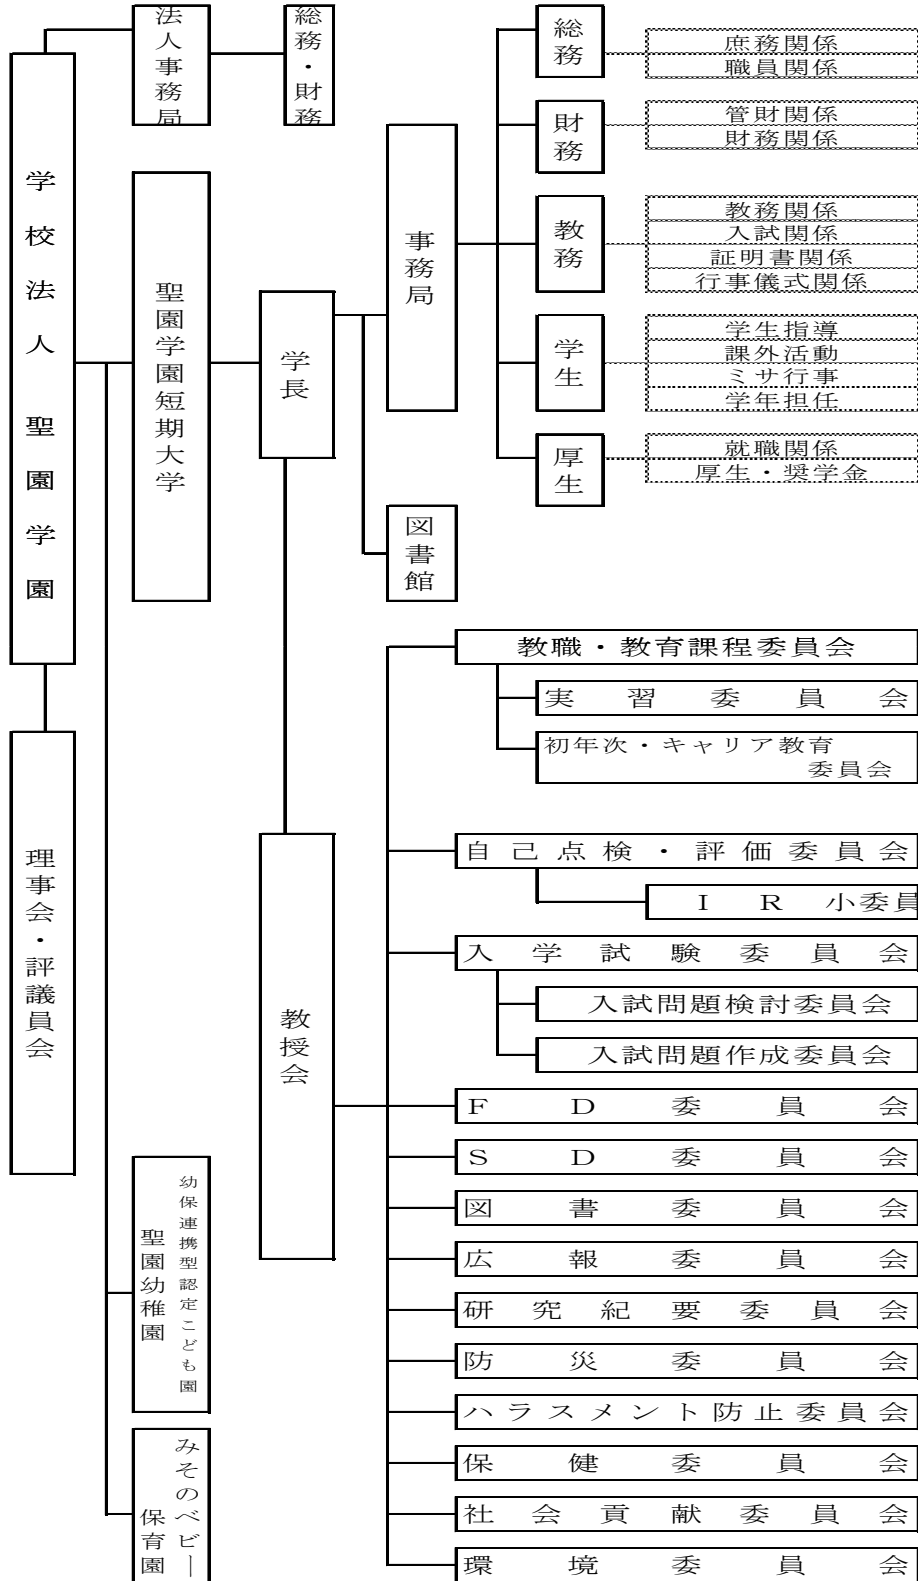 法人事務局
総務・財務
学校法人 聖園学園
理事会・評議員会
聖園学園短期大学
学長
事務局
総務
庶務関係
職員関係
財務
管財関係
財務関係
教務
教務関係
入試関係
証明書関係
行事儀式関係
学生
学生指導
課外活動
ミサ行事
学年担任
厚生
就職関係
厚生・奨学金
図書館
教授会
教職・教育課程委員会
実習委員会
初年次・キャリア教育
委員会
自己点検・評価委員会
ＩＲ小委員
入学試験委員会
入試問題検討委員会
入試問題作成委員会
ＦＤ委員会
ＳＤ委員会
図書委員会
広報委員会
研究紀要委員会
防災委員会
ハラスメント防止委員会
保健委員会
社会貢献委員会
環境委員会
幼保連携型認定こども園
聖園幼稚園
みそのベビー
保育園